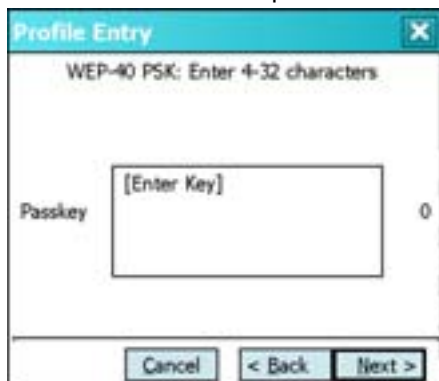 Profile Entry
WEP-40 PSK: Enter 4-32 characters
[Enter Key]
Passkey 0
Cancel < Back Next >